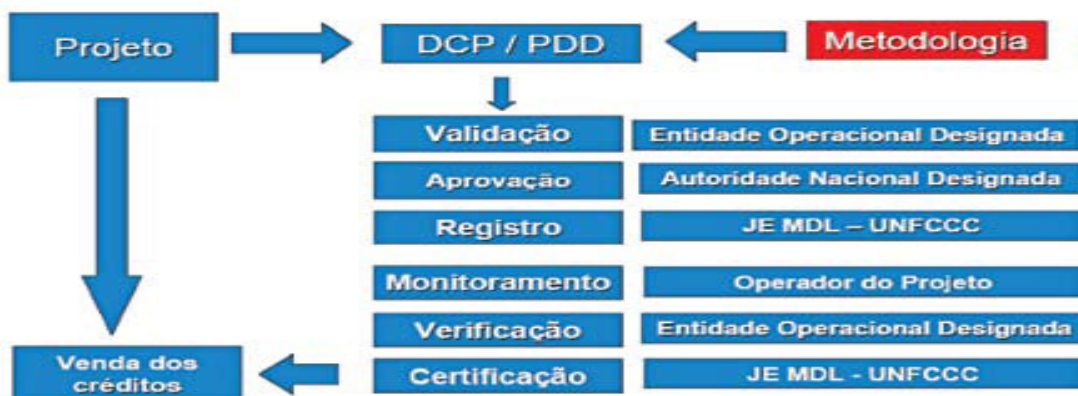 Projeto
DCP / PDD
Metodologia
Validação
Entidade Operacional Designada
Aprovação
Autoridade Nacional Designada
Registro
JE MDL – UNFCCC
Monitoramento
Operador do Projeto
Verificação
Entidade Operacional Designada
Venda dos
créditos
Certificação
JE MDL - UNFCCC